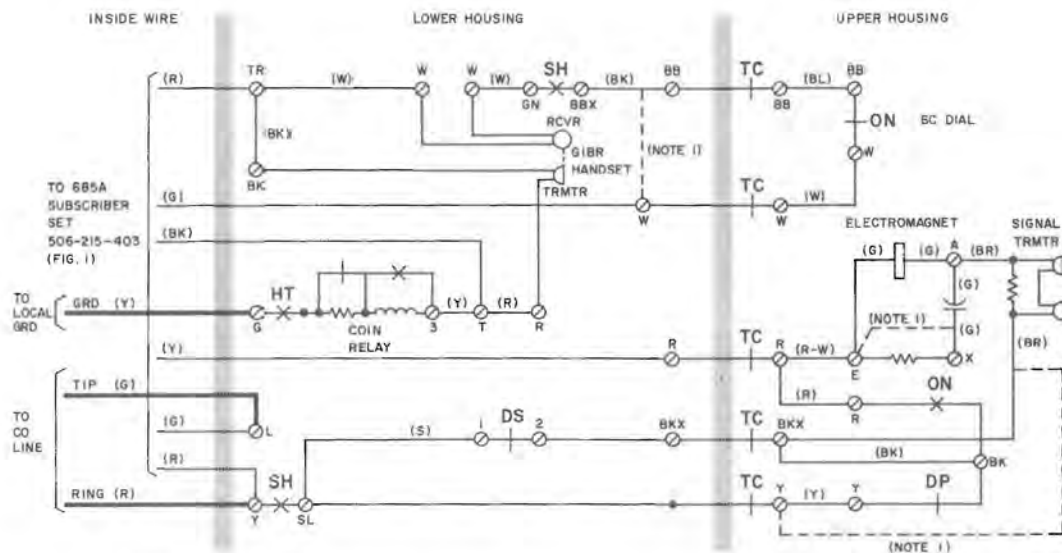 INSIDE WIRE LOWER HOUSING UPPER HOUSING
TR W W SH BB TC BB
(R) (W) (W) (BK) (BL)
GN BBX BB
RCVR ON BC DIAL
(BK) GIBR (NOTE 1) W
HANDSET
BK TRMTR
TO 685A
SUBSCRIBER
SET
506-215-403
(FIG. 1)
(G) TC (W)
W W
(BK) ELECTROMAGNET SIGNAL
TRMTR
(G) (G) A (BR)
(G)
TO
LOCAL
GRD
GRD (Y) HT (Y) (R) (NOTE 1) (G)
G 3 T R
COIN
RELAY
(BR)
(Y) R TC R (R-W)
E X
TIP (G) (R) ON
R
TO
CO
LINE
(G) L (S) 1 DS 2 BKX TC BKX
(BK) BK
(R)
RING (R) SH TC Y (Y) Y DP
Y SL
(NOTE 1)